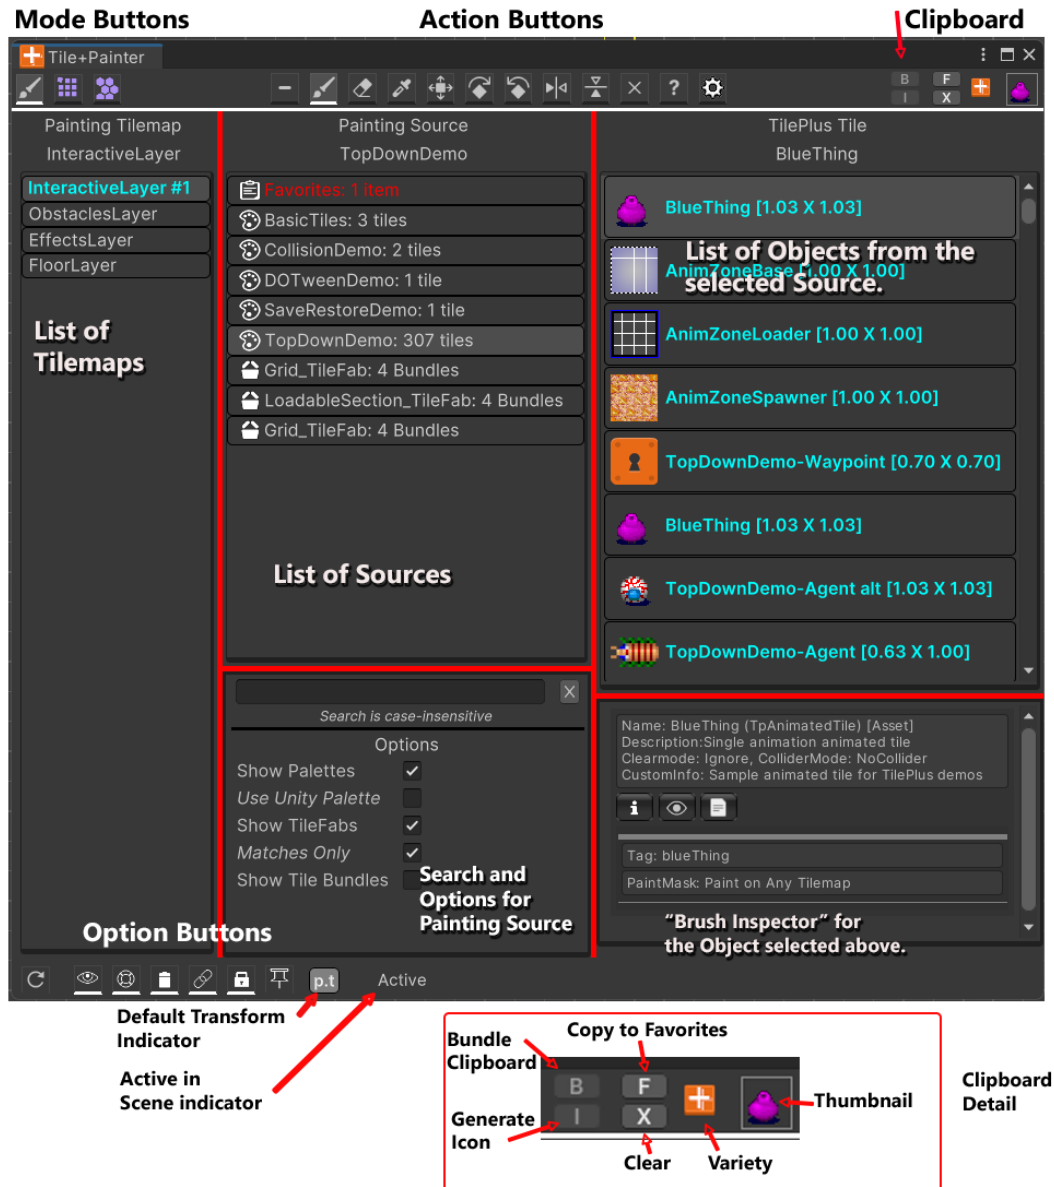 Mode Buttons
Action Buttons
Clipboard
Tile+Painter
B
F
I
X
?
Painting Tilemap
InteractiveLayer
Painting Source
TopDownDemo
TilePlus Tile
BlueThing
InteractiveLayer #1
ObstaclesLayer
EffectsLayer
FloorLayer
List of
Tilemaps
Favorites: 1 item
BasicTiles: 3 tiles
CollisionDemo: 2 tiles
DOTweenDemo: 1 tile
SaveRestoreDemo: 1 tile
TopDownDemo: 307 tiles
Grid_TileFab: 4 Bundles
LoadableSection_TileFab: 4 Bundles
Grid_TileFab: 4 Bundles
List of Sources
BlueThing [1.03 X 1.03]
AnimZoneBase [1.00 X 1.00]
List of Objects from the
selected Source.
AnimZoneLoader [1.00 X 1.00]
AnimZoneSpawner [1.00 X 1.00]
TopDownDemo-Waypoint [0.70 X 0.70]
BlueThing [1.03 X 1.03]
TopDownDemo-Agent alt [1.03 X 1.03]
TopDownDemo-Agent [0.63 X 1.00]
X
Search is case-insensitive
Options
Show Palettes
Use Unity Palette
Show TileFabs
Matches Only
Show Tile Bundles
Search and
Options for
Painting Source
Name: BlueThing (TpAnimatedTile) [Asset]
Description:Single animation animated tile
Clearmode: Ignore, ColliderMode: NoCollider
CustomInfo: Sample animated tile for TilePlus demos
i
Tag: blueThing
PaintMask: Paint on Any Tilemap
"Brush Inspector" for
the Object selected above.
Option Buttons
p.t
Active
Default Transform
Indicator
Active in
Scene indicator
Bundle
Clipboard
Copy to Favorites
B
F
I
X
Generate
Icon
Clear
Variety
Thumbnail
Clipboard
Detail